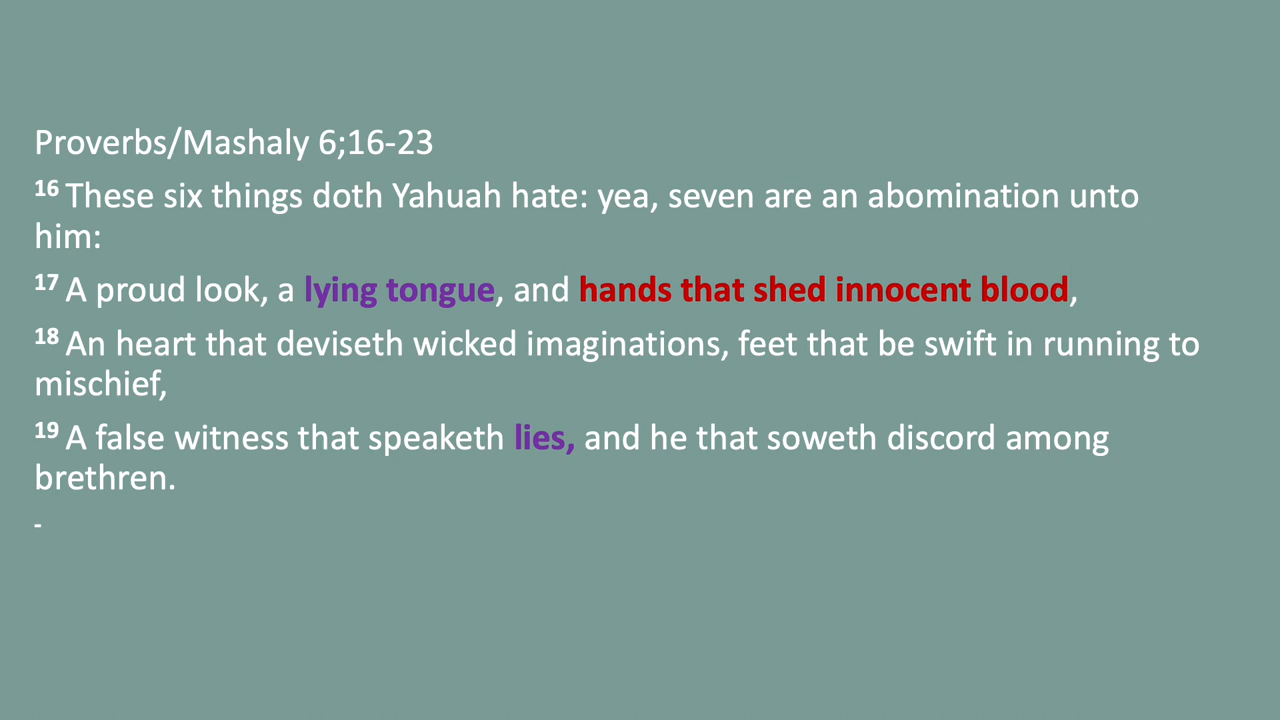 Proverbs/Mashaly 6;16-23
16 These six things doth Yahuah hate: yea, seven are an abomination unto
him:
17 A proud look, a lying tongue, and hands that shed innocent blood,
18 An heart that deviseth wicked imaginations, feet that be swift in running to
mischief,
19 A false witness that speaketh lies, and he that soweth discord among
brethren.
-